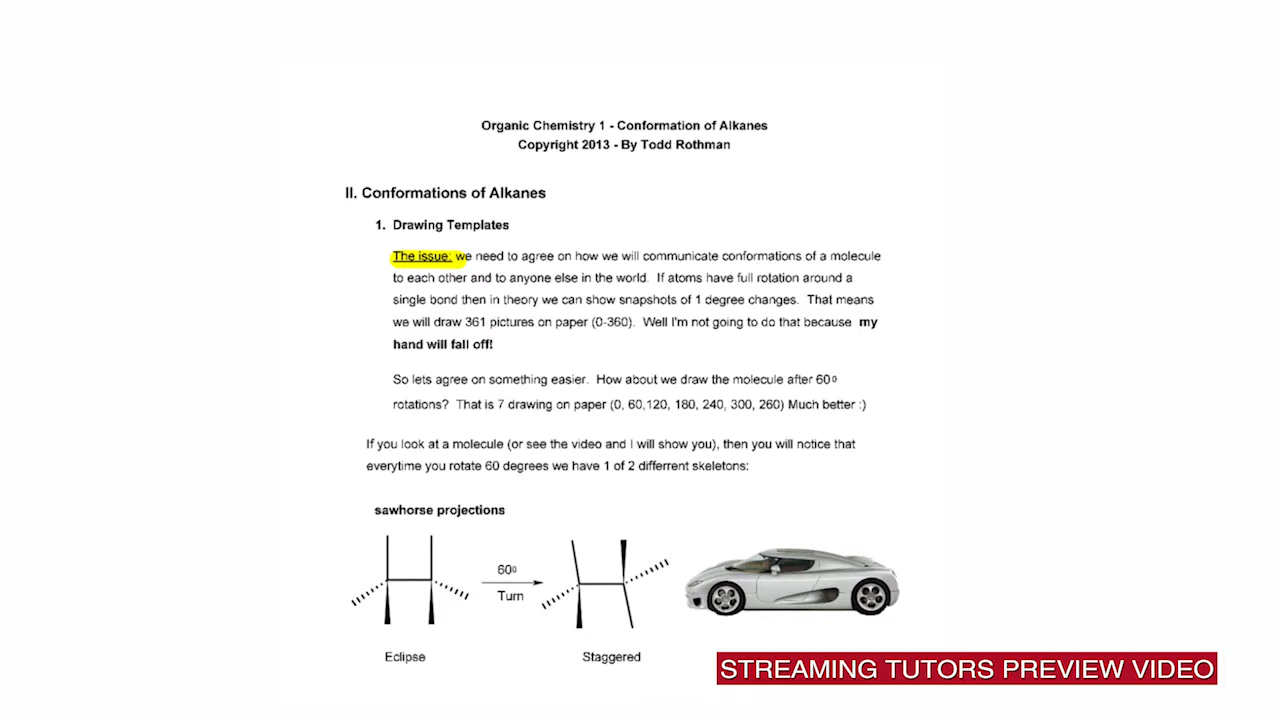 Organic Chemistry 1 - Conformation of Alkanes
Copyright 2013 - By Todd Rothman
II. Conformations of Alkanes
1. Drawing Templates
The issue: we need to agree on how we will communicate conformations of a molecule
to each other and to anyone else in the world. If atoms have full rotation around a
single bond then in theory we can show snapshots of 1 degree changes. That means
we will draw 361 pictures on paper (0-360). Well I'm not going to do that because my
hand will fall off!
So lets agree on something easier. How about we draw the molecule after 60⁰
rotations? That is 7 drawing on paper (0, 60,120, 180, 240, 300, 260) Much better :)
If you look at a molecule (or see the video and I will show you), then you will notice that
everytime you rotate 60 degrees we have 1 of 2 differrent skeletons:
sawhorse projections
60⁰
Turn
Eclipse
Staggered
STREAMING TUTORS PREVIEW VIDEO